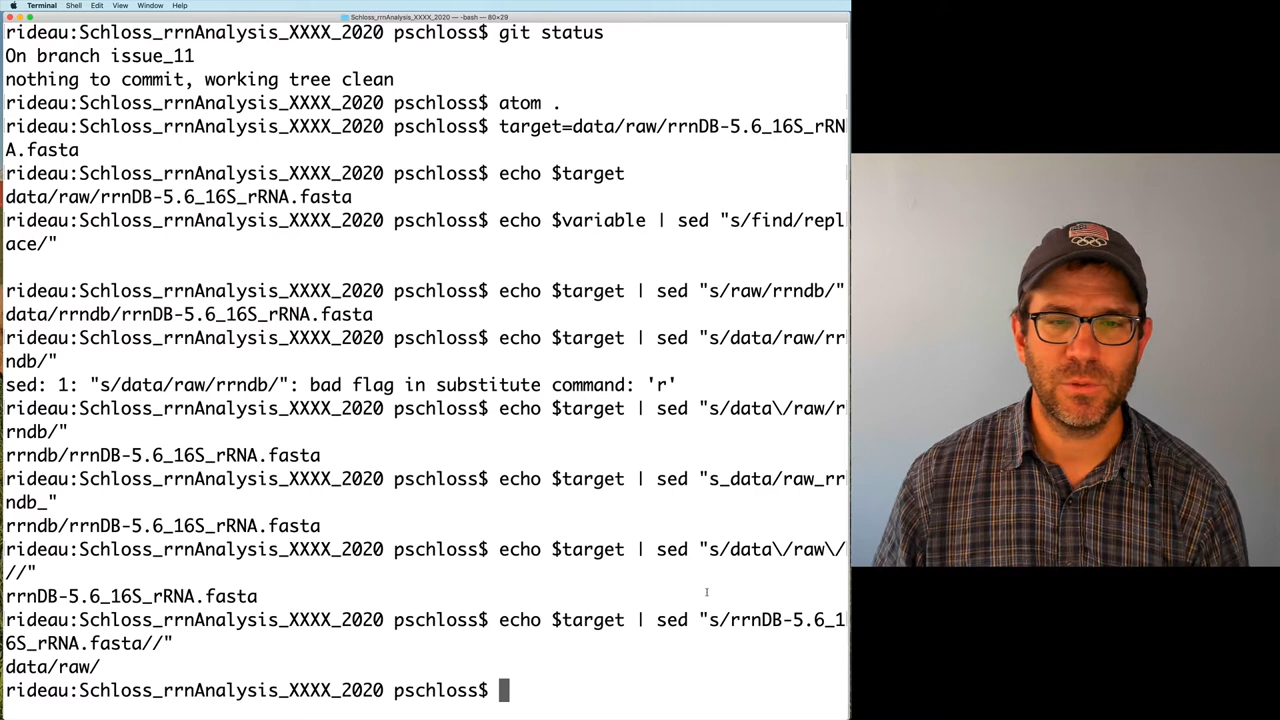 Terminal Shell Edit View Window Help
Schloss_rrnAnalysis_XXXX_2020 — -bash — 80×29
rideau:Schloss_rrnAnalysis_XXXX_2020 pschloss$ git status
On branch issue_11
nothing to commit, working tree clean
rideau:Schloss_rrnAnalysis_XXXX_2020 pschloss$ atom .
rideau:Schloss_rrnAnalysis_XXXX_2020 pschloss$ target=data/raw/rrnDB-5.6_16S_rRN
A.fasta
rideau:Schloss_rrnAnalysis_XXXX_2020 pschloss$ echo $target
data/raw/rrnDB-5.6_16S_rRNA.fasta
rideau:Schloss_rrnAnalysis_XXXX_2020 pschloss$ echo $variable | sed "s/find/repl
ace/"
rideau:Schloss_rrnAnalysis_XXXX_2020 pschloss$ echo $target | sed "s/raw/rrndb/"
data/rrndb/rrnDB-5.6_16S_rRNA.fasta
rideau:Schloss_rrnAnalysis_XXXX_2020 pschloss$ echo $target | sed "s/data/raw/rr
ndb/"
sed: 1: "s/data/raw/rrndb/": bad flag in substitute command: 'r'
rideau:Schloss_rrnAnalysis_XXXX_2020 pschloss$ echo $target | sed "s/data\/raw/r
rndb/"
rrndb/rrnDB-5.6_16S_rRNA.fasta
rideau:Schloss_rrnAnalysis_XXXX_2020 pschloss$ echo $target | sed "s_data/raw_rr
ndb_"
rrndb/rrnDB-5.6_16S_rRNA.fasta
rideau:Schloss_rrnAnalysis_XXXX_2020 pschloss$ echo $target | sed "s/data\/raw\/
//"
rrnDB-5.6_16S_rRNA.fasta
rideau:Schloss_rrnAnalysis_XXXX_2020 pschloss$ echo $target | sed "s/rrnDB-5.6_1
6S_rRNA.fasta//"
data/raw/
rideau:Schloss_rrnAnalysis_XXXX_2020 pschloss$